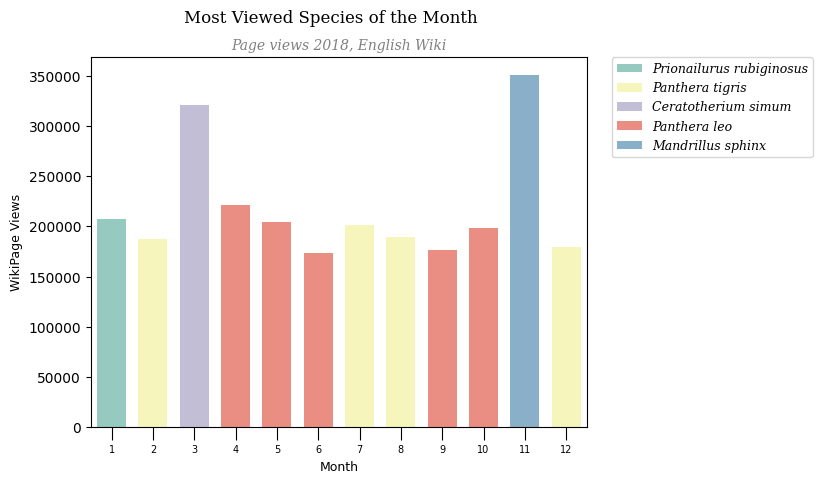 Most Viewed Species of the Month
Page views 2018, English Wiki
WikiPage Views
350000
300000
250000
200000
150000
100000
50000
0
1 2 3 4 5 6 7 8 9 10 11 12
Month
Prionailurus rubiginosus
Panthera tigris
Ceratotherium simum
Panthera leo
Mandrillus sphinx